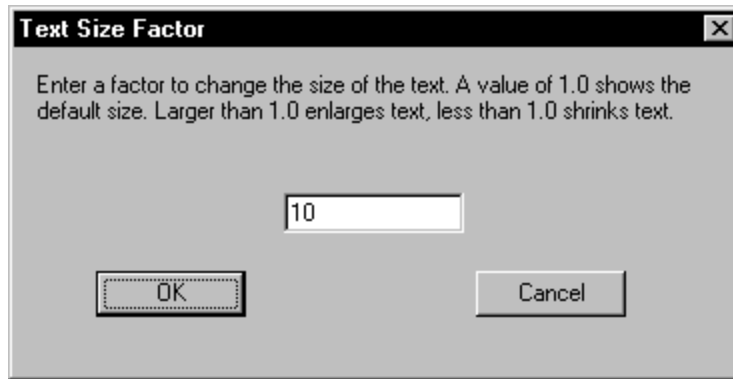 Text Size Factor
Enter a factor to change the size of the text. A value of 1.0 shows the
default size. Larger than 1.0 enlarges text, less than 1.0 shrinks text.
10
OK Cancel